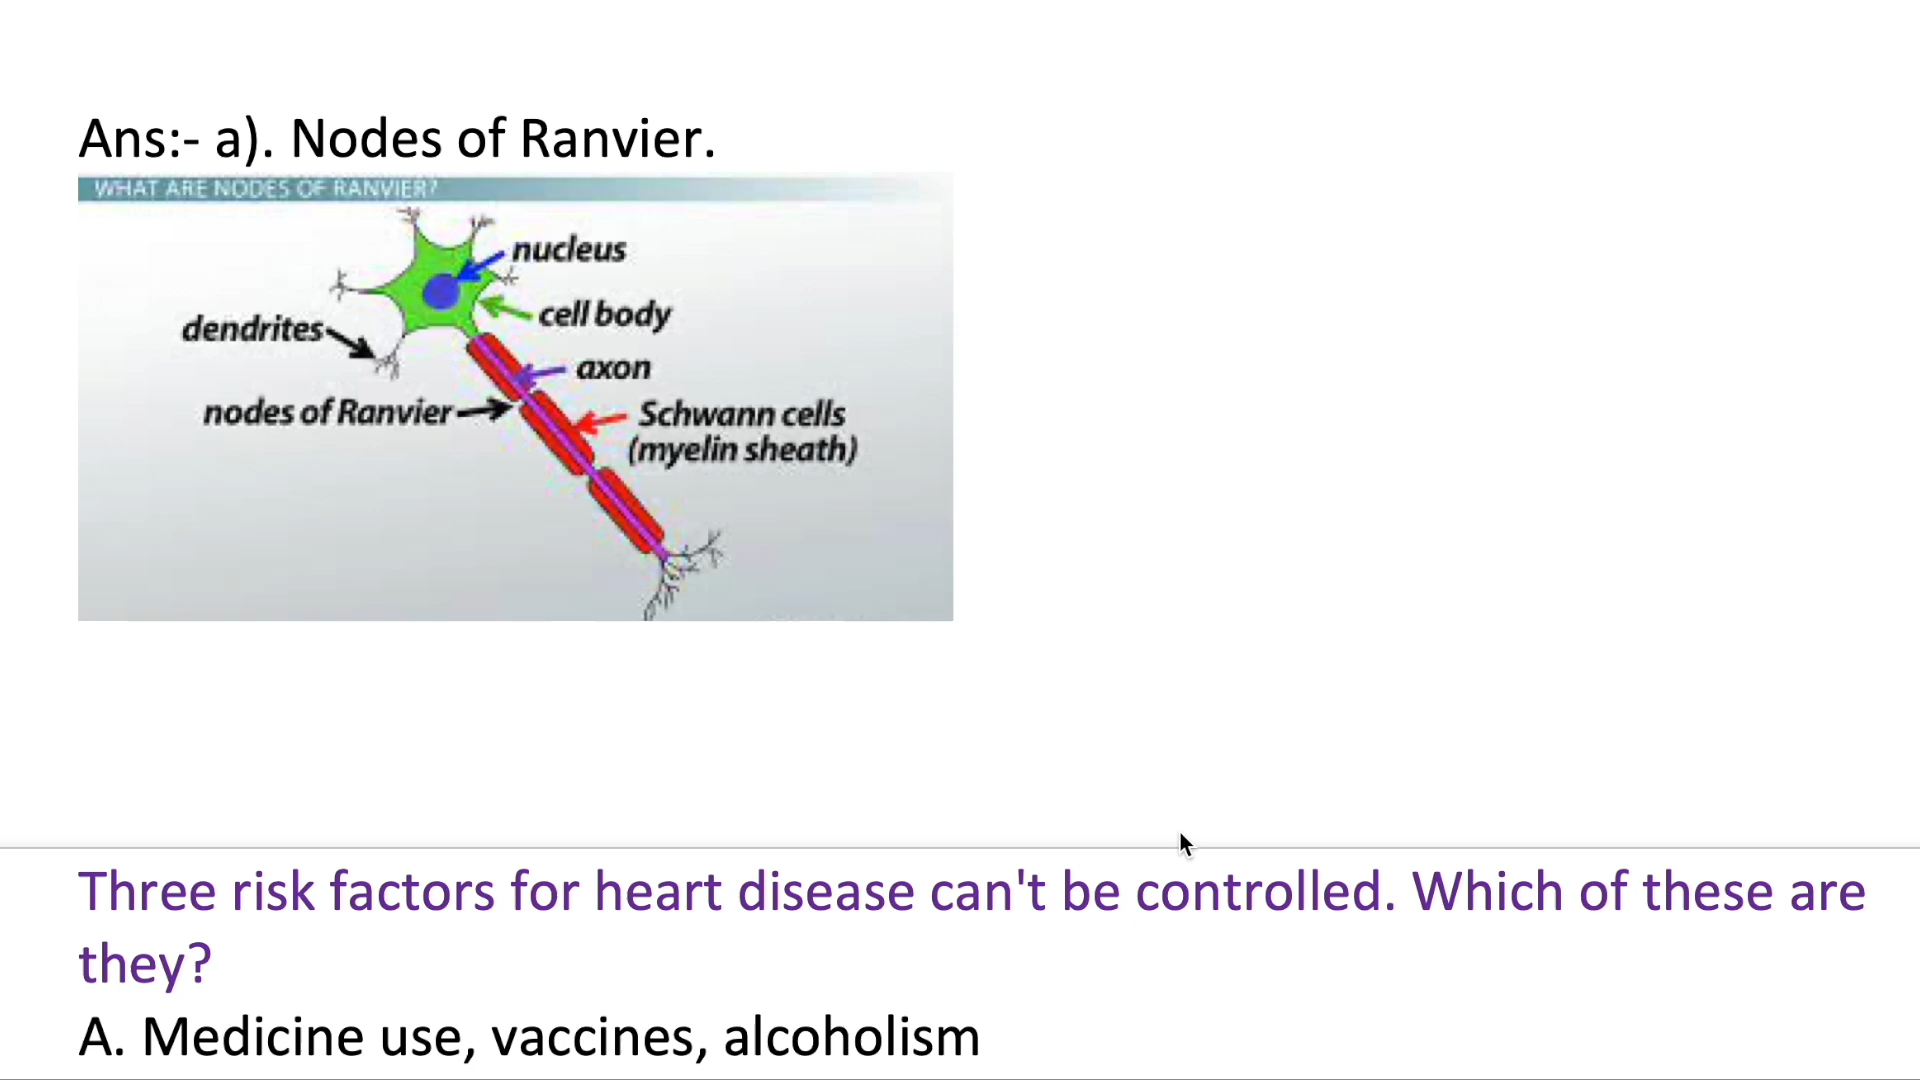 Ans:- a). Nodes of Ranvier.
WHAT ARE NODES OF RANVIER?
nucleus
cell body
dendrites
axon
nodes of Ranvier
Schwann cells
(myelin sheath)
Three risk factors for heart disease can't be controlled. Which of these are
they?
A. Medicine use, vaccines, alcoholism